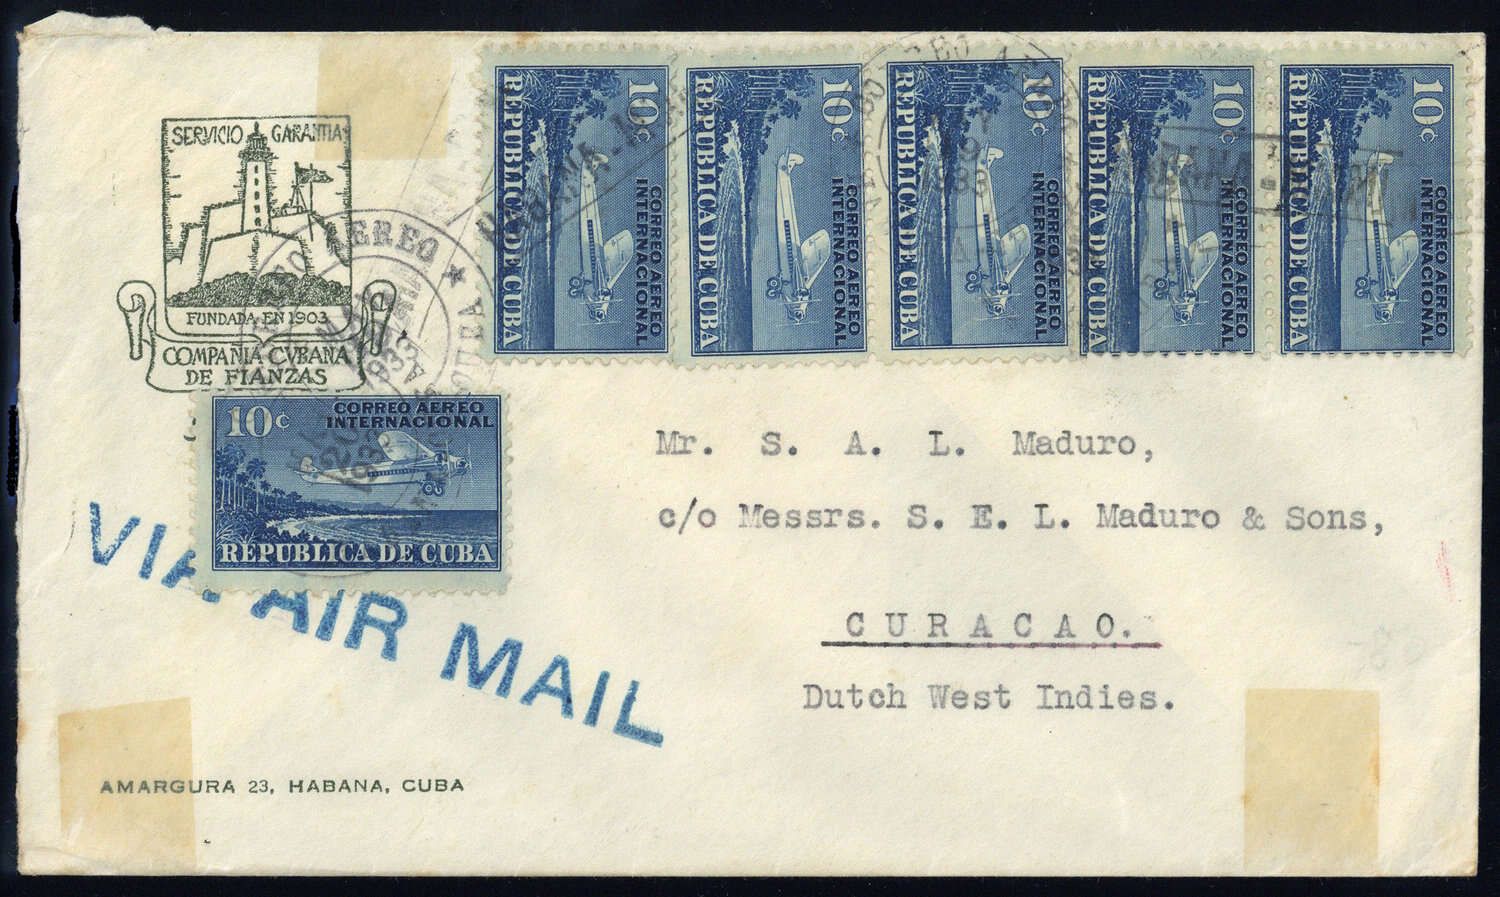 SERVICIO GARANTIA
FUNDADA EN 1903
COMPAÑIA CVBANA
DE FIANZAS
10c
CORREO AEREO
INTERNACIONAL
REPUBLICA DE CUBA
10c
CORREO AEREO
INTERNACIONAL
REPUBLICA DE CUBA
10c
CORREO AEREO
INTERNACIONAL
REPUBLICA DE CUBA
10c
CORREO AEREO
INTERNACIONAL
REPUBLICA DE CUBA
10c
CORREO AEREO
INTERNACIONAL
REPUBLICA DE CUBA
10c
CORREO AEREO
INTERNACIONAL
REPUBLICA DE CUBA
AEREO
CUBA
1933
Mr. S. A. L. Maduro,
c/o Messrs. S. E. L. Maduro & Sons,
CURACAO.
Dutch West Indies.
VIA AIR MAIL
AMARGURA 23, HABANA, CUBA